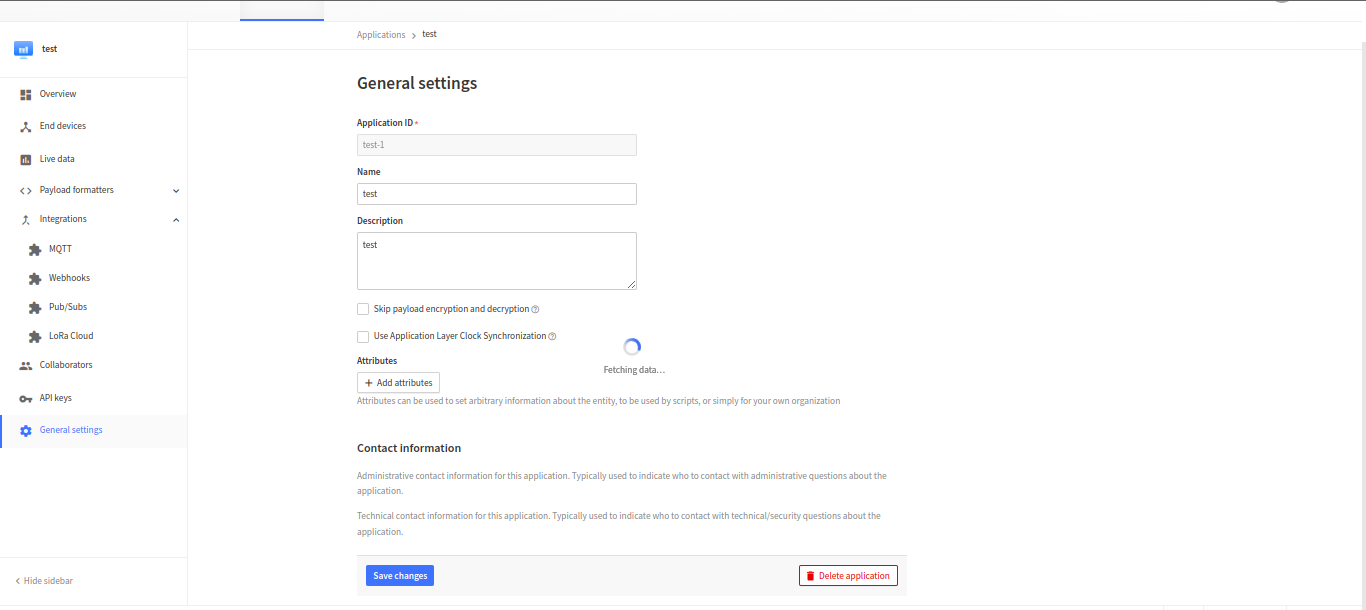 Applications > test
test
Overview
End devices
Live data
Payload formatters
Integrations
MQTT
Webhooks
Pub/Subs
LoRa Cloud
Collaborators
API keys
General settings
Hide sidebar
General settings
Application ID *
test-1
Name
test
Description
test
Skip payload encryption and decryption
Use Application Layer Clock Synchronization
Fetching data...
Attributes
+ Add attributes
Attributes can be used to set arbitrary information about the entity, to be used by scripts, or simply for your own organization
Contact information
Administrative contact information for this application. Typically used to indicate who to contact with administrative questions about the
application.
Technical contact information for this application. Typically used to indicate who to contact with technical/security questions about the
application.
Save changes
Delete application